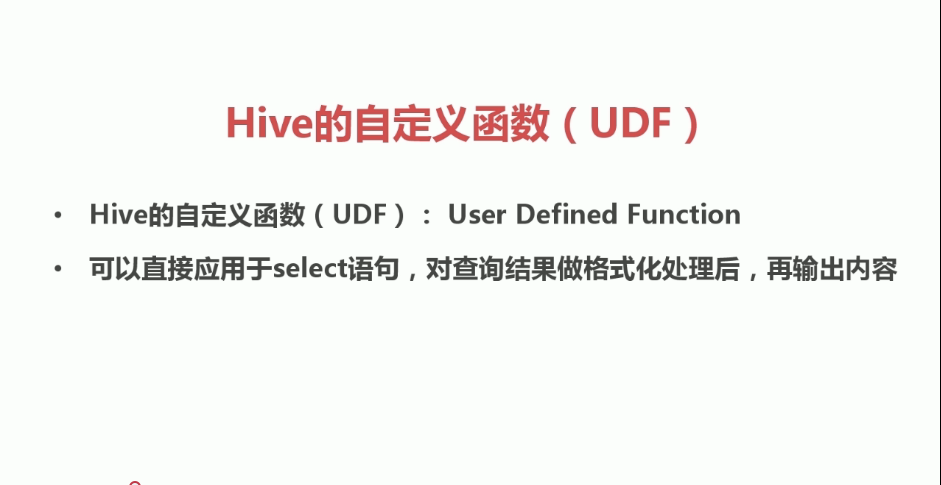 Hive的自定义函数（UDF）
• Hive的自定义函数（UDF）： User Defined Function
• 可以直接应用于select语句，对查询结果做格式化处理后，再输出内容